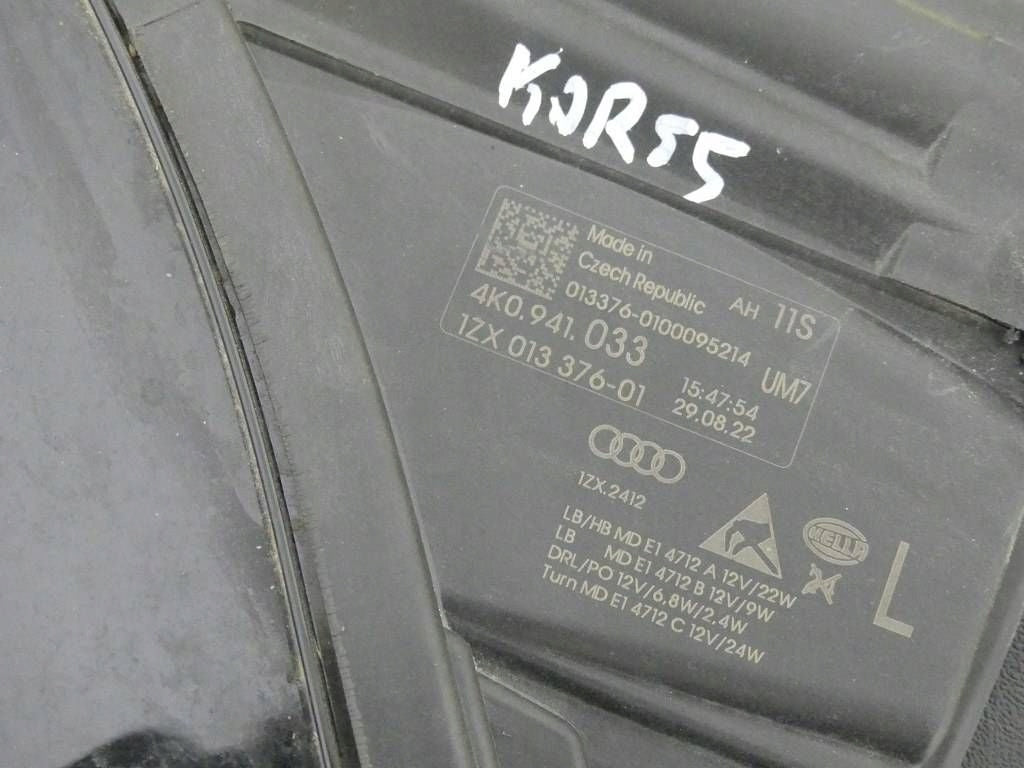 Made in
Czech Republic
AH 11S
013376-0100095214
4K0.941.033
UM7
1ZX 013 376-01
15:47:54
29.08.22
1ZX.2412
LB/HB MD E1 4712 A 12V/22W
LB MD E1 4712 B 12V/9W
DRL/PO 12V/6.8W/2.4W
Turn MD E1 4712 C 12V/24W
HELLA
L